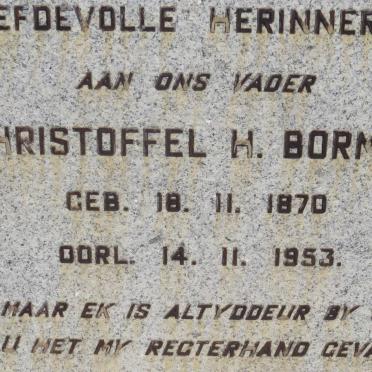 EFDEVOLLE HERINNER
AAN ONS VADER
HRISTOFFEL H. BORM
GEB. 18. 11. 1870
OORL. 14. 11. 1953.
MAAR EK IS ALTYDDEUR BY
U HET MY REGTERHAND GEVA